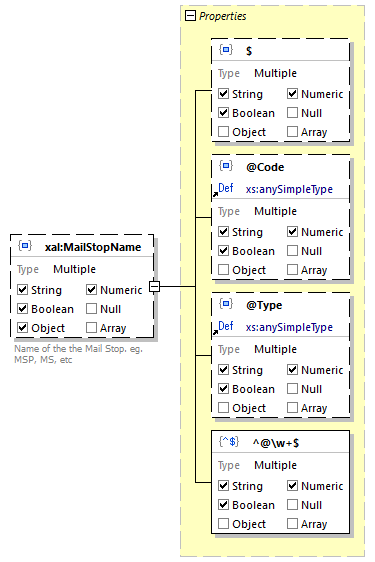 Properties
$
Type Multiple
String Numeric
Boolean Null
Object Array
@Code
Def xs:anySimpleType
Type Multiple
String Numeric
Boolean Null
Object Array
xal:MailStopName
Type Multiple
String Numeric
Boolean Null
Object Array
Name of the the Mail Stop. eg.
MSP, MS, etc
@Type
Def xs:anySimpleType
Type Multiple
String Numeric
Boolean Null
Object Array
^$ ^@\w+$
Type Multiple
String Numeric
Boolean Null
Object Array